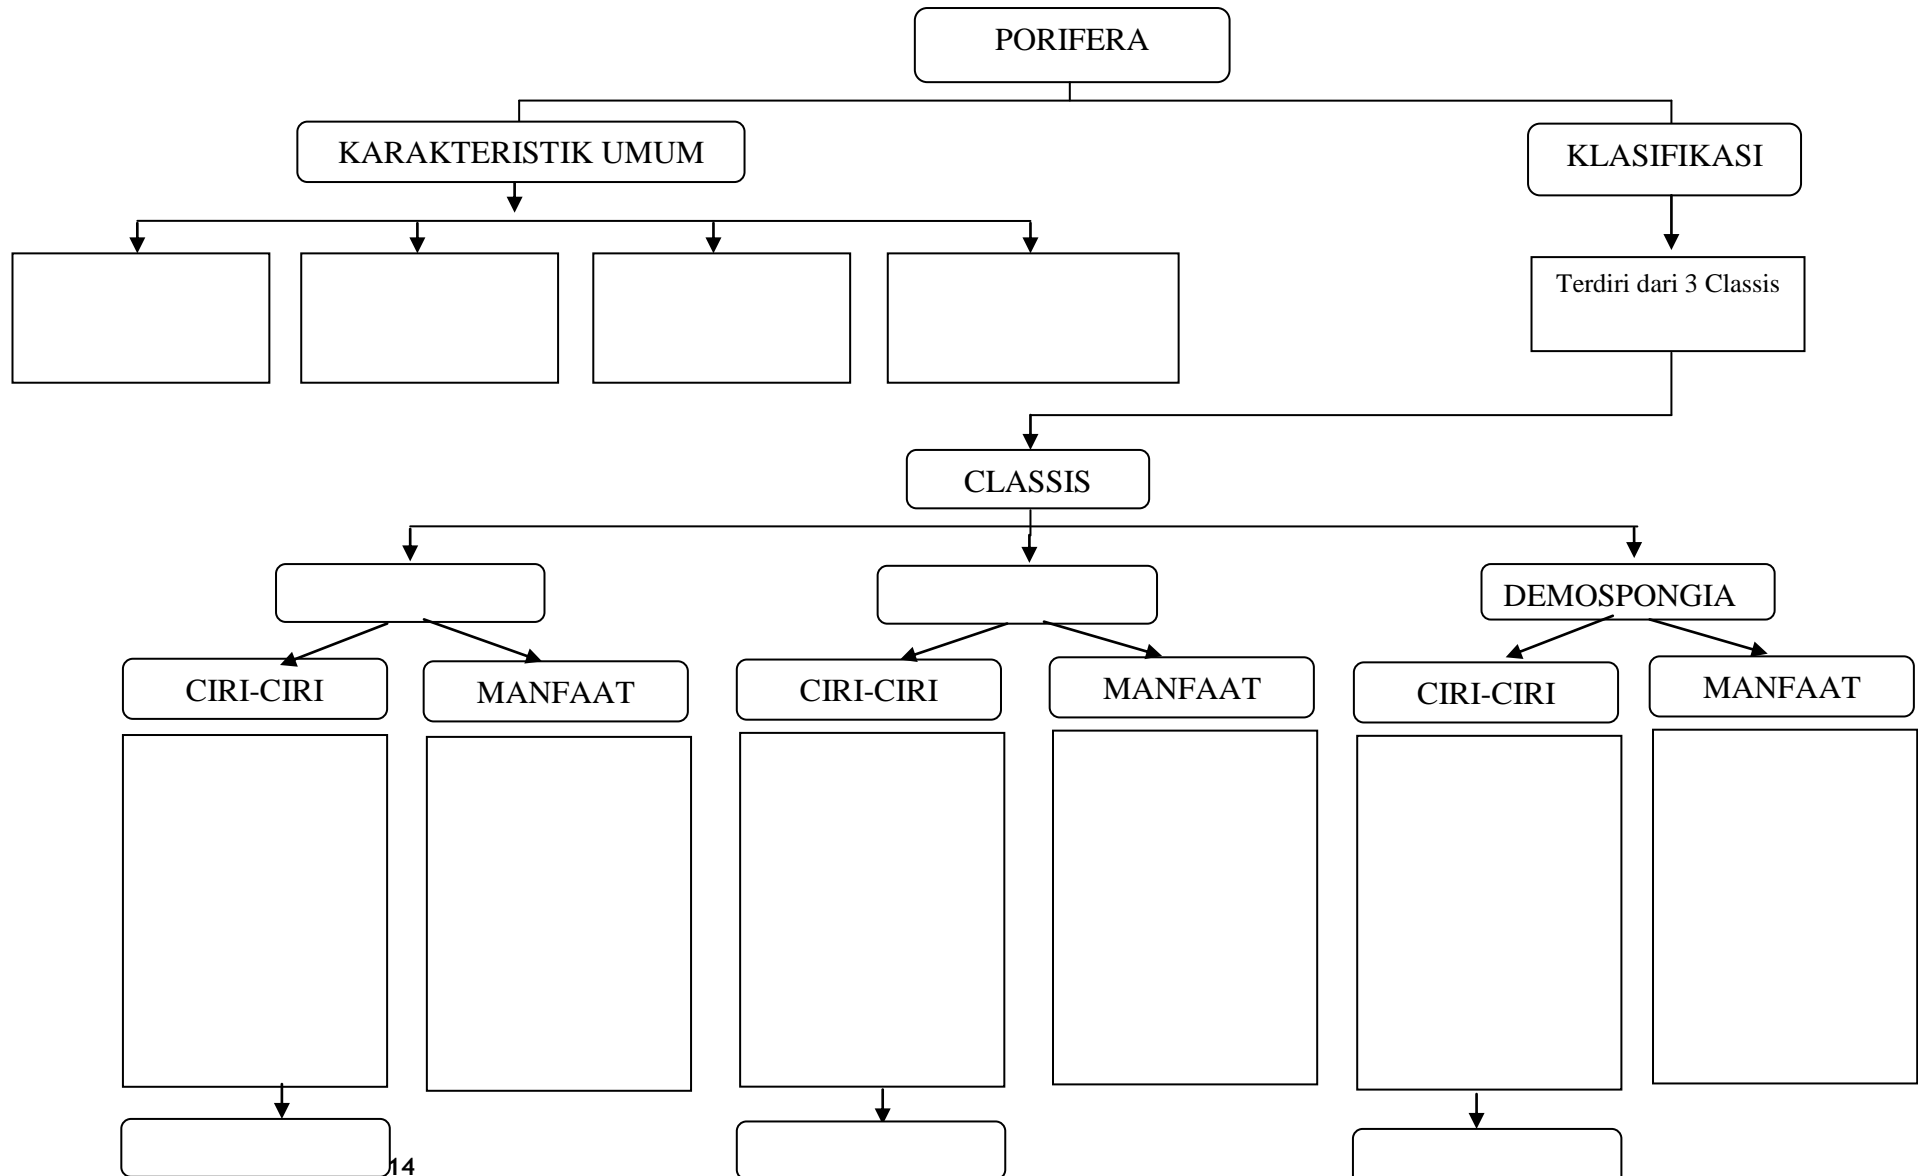 PORIFERA
KARAKTERISTIK UMUM
KLASIFIKASI
Terdiri dari 3 Classis
CLASSIS
DEMOSPONGIA
CIRI-CIRI
MANFAAT
CIRI-CIRI
MANFAAT
CIRI-CIRI
MANFAAT
14